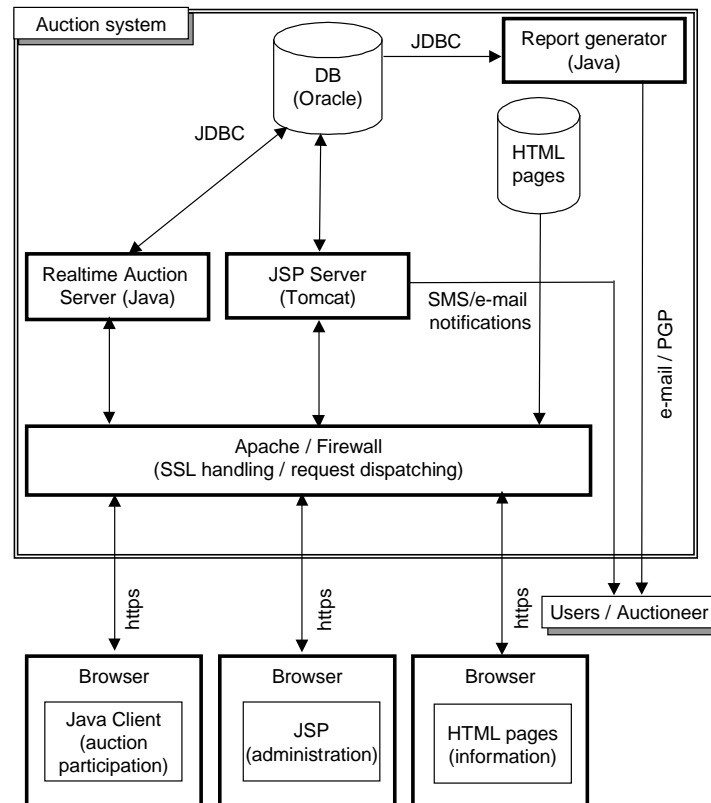 Auction system
DB
(Oracle)
JDBC
Report generator
(Java)
JDBC
HTML
pages
Realtime Auction
Server (Java)
JSP Server
(Tomcat)
SMS/e-mail
notifications
e-mail / PGP
Apache / Firewall
(SSL handling / request dispatching)
https
https
https
Users / Auctioneer
Browser
Java Client
(auction
participation)
Browser
JSP
(administration)
Browser
HTML pages
(information)